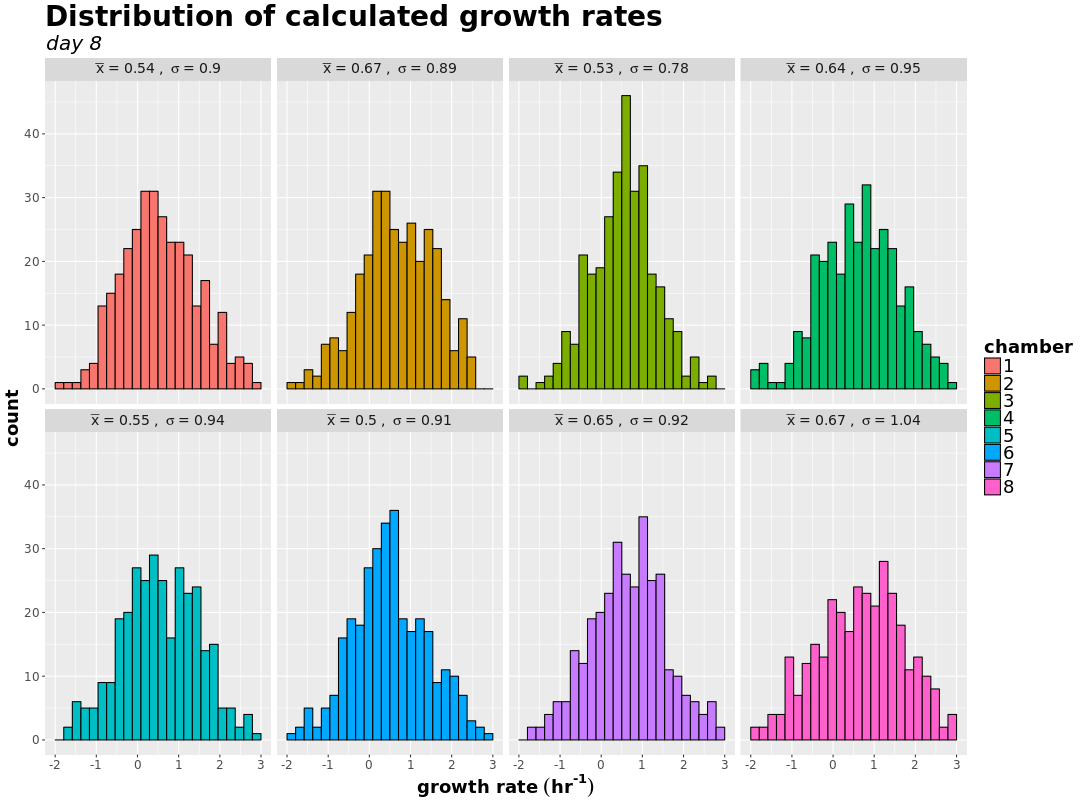 Distribution of calculated growth rates
day 8
x̅ = 0.54 , σ = 0.9
x̅ = 0.67 , σ = 0.89
x̅ = 0.53 , σ = 0.78
x̅ = 0.64 , σ = 0.95
40
30
20
10
0
count
x̅ = 0.55 , σ = 0.94
x̅ = 0.5 , σ = 0.91
x̅ = 0.65 , σ = 0.92
x̅ = 0.67 , σ = 1.04
40
30
20
10
0
-2 -1 0 1 2 3
-2 -1 0 1 2 3
-2 -1 0 1 2 3
-2 -1 0 1 2 3
growth rate (hr⁻¹)
chamber
1
2
3
4
5
6
7
8